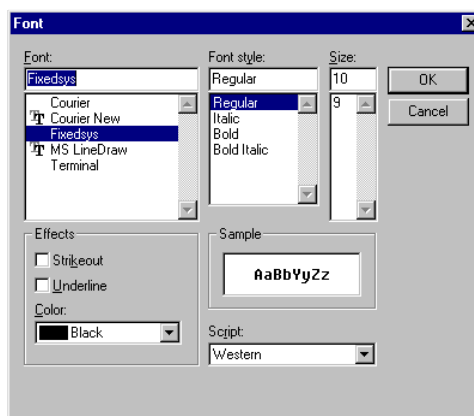 Font
Font: Font style: Size:
Fixedsys Regular 10 OK
Courier Regular 9 Cancel
Courier New Italic
Fixedsys Bold
MS LineDraw Bold Italic
Terminal
Effects Sample
Strikeout AaBbYyZz
Underline
Color:
Black
Script:
Western